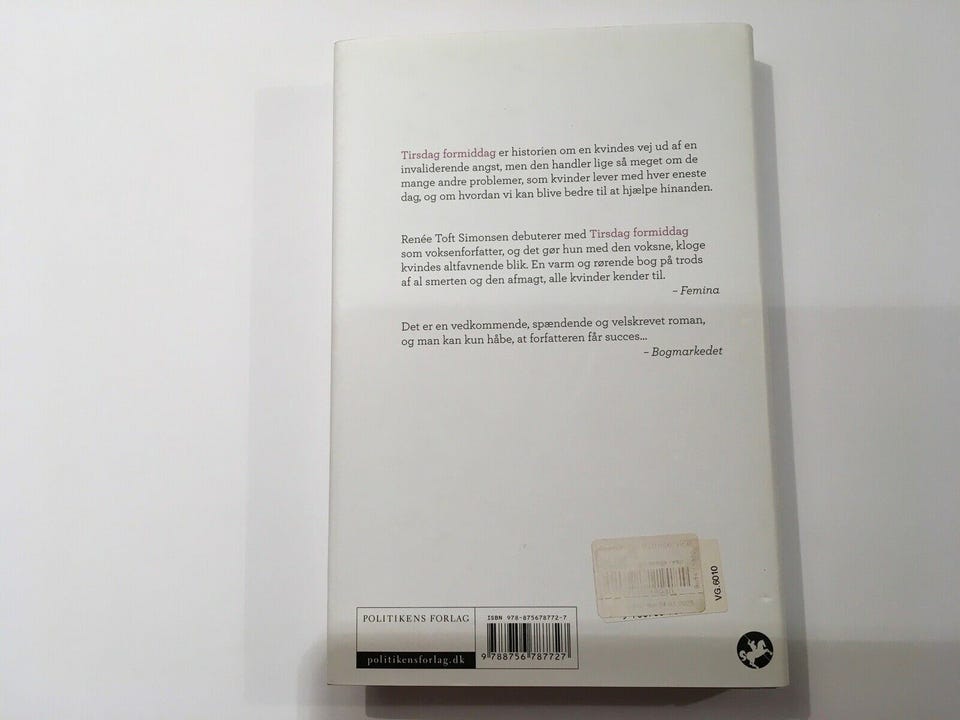 Tirsdag formiddag er historien om en kvindes vej ud af en
invaliderende angst, men den handler lige så meget om de
mange andre problemer, som kvinder lever med hver eneste
dag, og om hvordan vi kan blive bedre til at hjælpe hinanden.
Renée Toft Simonsen debuterer med Tirsdag formiddag
som voksenforfatter, og det gør hun med den voksne, kloge
kvindes altfavnende blik. En varm og rørende bog på trods
af al smerten og den afmagt, alle kvinder kender til.
– Femina
Det er en vedkommende, spændende og velskrevet roman,
og man kan kun håbe, at forfatteren får succes...
– Bogmarkedet
VG.6010
POLITIKENS FORLAG
politikensforlag.dk
ISBN 978-875678772-7
9 788756 787727